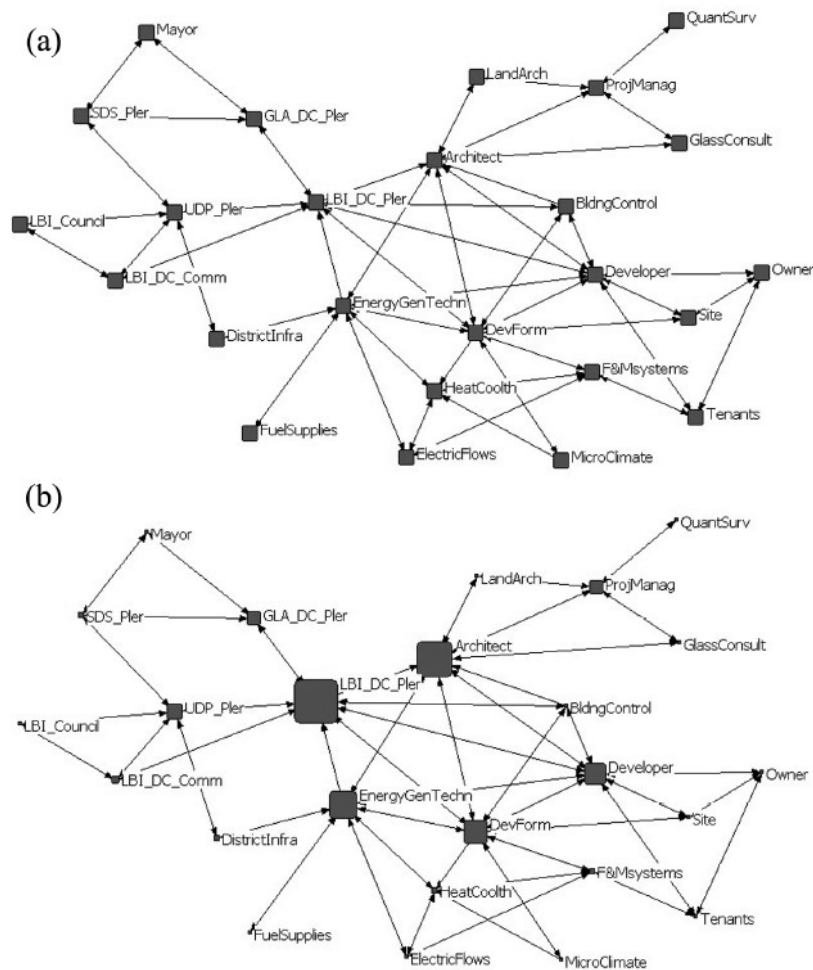 (a)
Mayor
QuantSurv
LandArch
ProjManag
SDS_Pler
GLA_DC_Pler
GlassConsult
Architect
LBI_DC_Pler
BldngControl
LBI_Council
UDP_Pler
LBI_DC_Comm
Developer
Owner
EnergyGenTechn
Site
DistrictInfra
DevForm
F&Msystems
HeatCoolth
Tenants
FuelSupplies
ElectricFlows
MicroClimate
(b)
Mayor
QuantSurv
LandArch
ProjManag
SDS_Pler
GLA_DC_Pler
GlassConsult
Architect
LBI_DC_Pler
BldngControl
LBI_Council
UDP_Pler
LBI_DC_Comm
Developer
Owner
EnergyGenTechn
Site
DistrictInfra
DevForm
F&Msystems
HeatCoolth
Tenants
FuelSupplies
ElectricFlows
MicroClimate